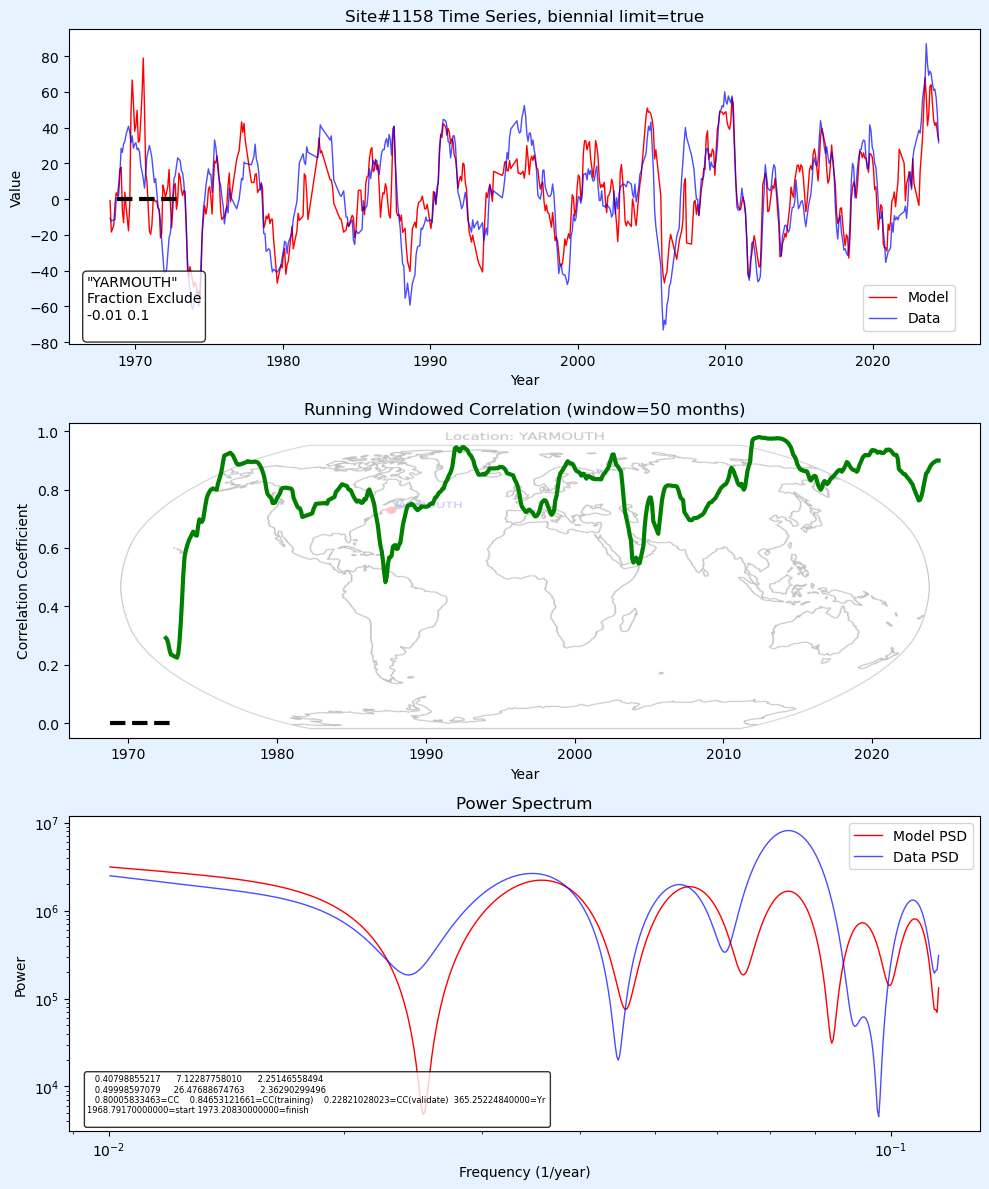 Site#1158 Time Series, biennial limit=true
Value
80
60
40
20
0
−20
−40
−60
−80
"YARMOUTH"
Fraction Exclude
-0.01 0.1
Model
Data
1970 1980 1990 2000 2010 2020
Year
Running Windowed Correlation (window=50 months)
Correlation Coefficient
1.0
0.8
0.6
0.4
0.2
0.0
Location: YARMOUTH
YARMOUTH
1970 1980 1990 2000 2010 2020
Year
Power Spectrum
Power
10^7
10^6
10^5
10^4
Model PSD
Data PSD
0.40798855217 7.12287758010 2.25146558494
0.49998597079 26.47688674763 2.36290299496
0.80005833463=CC 0.84653121661=CC(training) 0.22821028023=CC(validate) 365.25224840000=Yr
1968.79170000000=start 1973.20830000000=finish
10^−2 10^−1
Frequency (1/year)